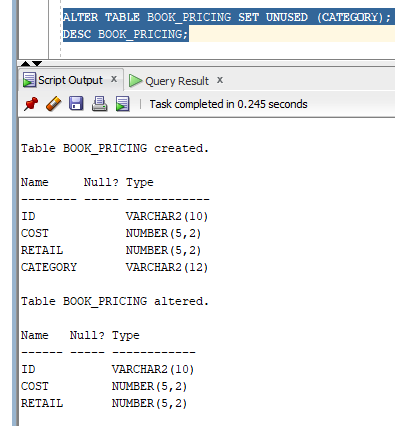 ALTER TABLE BOOK_PRICING SET UNUSED (CATEGORY);
DESC BOOK_PRICING;
Script Output x Query Result x
Task completed in 0.245 seconds
Table BOOK_PRICING created.
Name     Null? Type
-------- ----- ------------
ID             VARCHAR2(10)
COST           NUMBER(5,2)
RETAIL         NUMBER(5,2)
CATEGORY       VARCHAR2(12)
Table BOOK_PRICING altered.
Name   Null? Type
------ ----- ------------
ID           VARCHAR2(10)
COST         NUMBER(5,2)
RETAIL       NUMBER(5,2)